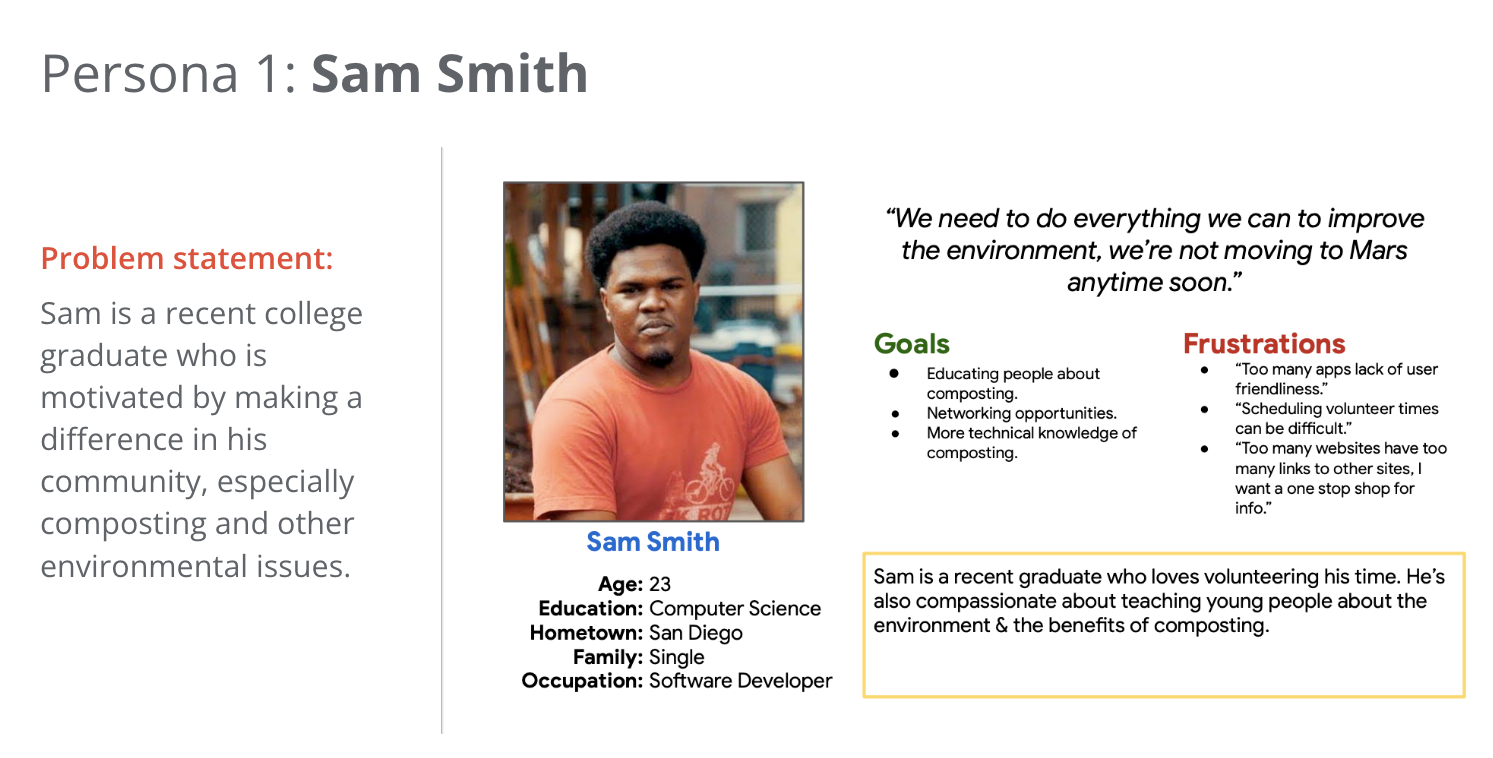 Persona 1: Sam Smith
Problem statement:
Sam is a recent college
graduate who is
motivated by making a
difference in his
community, especially
composting and other
environmental issues.
Sam Smith
Age: 23
Education: Computer Science
Hometown: San Diego
Family: Single
Occupation: Software Developer
“We need to do everything we can to improve
the environment, we’re not moving to Mars
anytime soon.”
Goals
● Educating people about
composting.
● Networking opportunities.
● More technical knowledge of
composting.
Frustrations
● “Too many apps lack of user
friendliness.”
● “Scheduling volunteer times
can be difficult.”
● “Too many websites have too
many links to other sites, I
want a one stop shop for
info.”
Sam is a recent graduate who loves volunteering his time. He’s
also compassionate about teaching young people about the
environment & the benefits of composting.